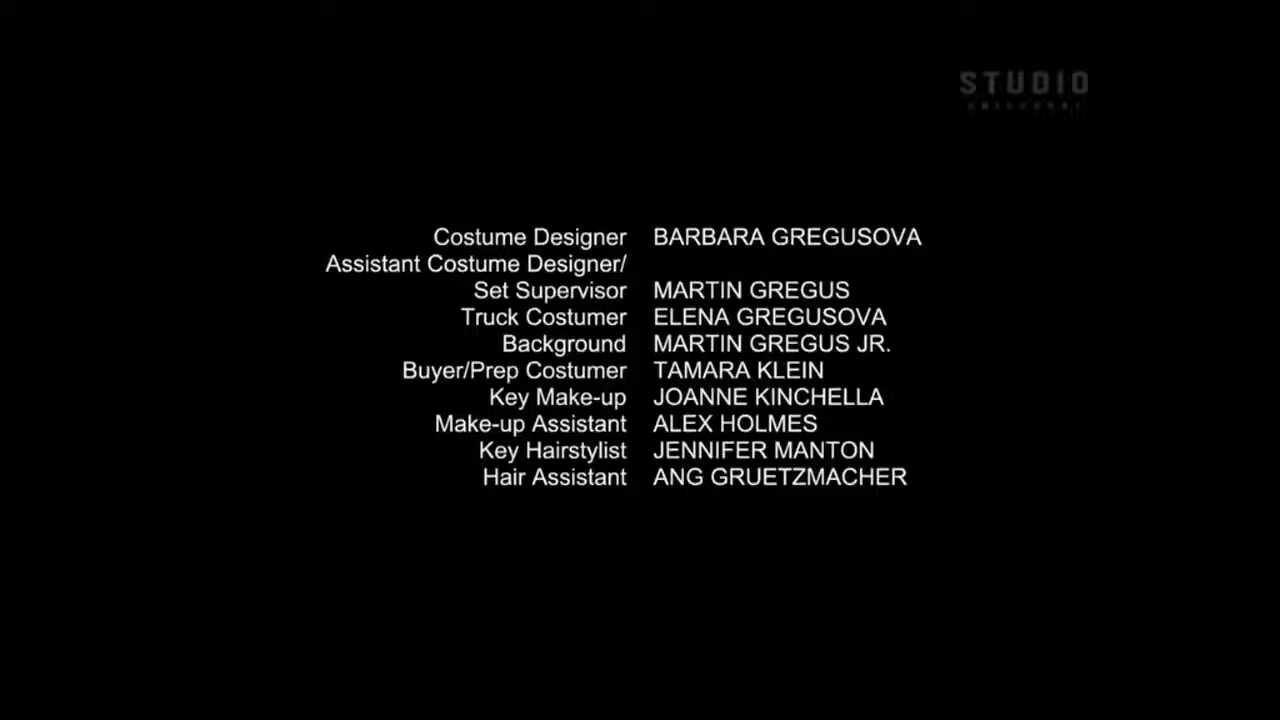 STUDIO
UNIVERSAL
Costume Designer BARBARA GREGUSOVA
Assistant Costume Designer/
Set Supervisor MARTIN GREGUS
Truck Costumer ELENA GREGUSOVA
Background MARTIN GREGUS JR.
Buyer/Prep Costumer TAMARA KLEIN
Key Make-up JOANNE KINCHELLA
Make-up Assistant ALEX HOLMES
Key Hairstylist JENNIFER MANTON
Hair Assistant ANG GRUETZMACHER